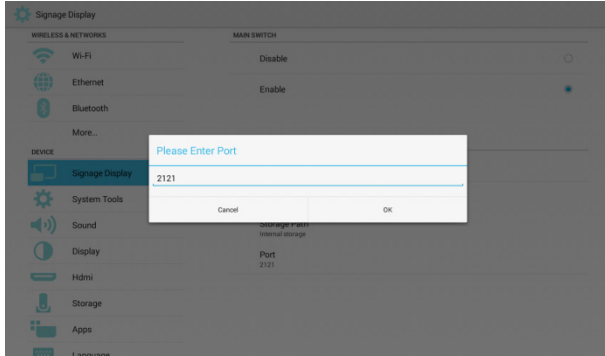 Signage Display
WIRELESS & NETWORKS
Wi-Fi
Ethernet
Bluetooth
More...
DEVICE
Signage Display
System Tools
Sound
Display
Hdmi
Storage
Apps
Language
MAIN SWITCH
Disable
Enable
Please Enter Port
2121
Cancel
OK
Storage Path
Internal storage
Port
2121